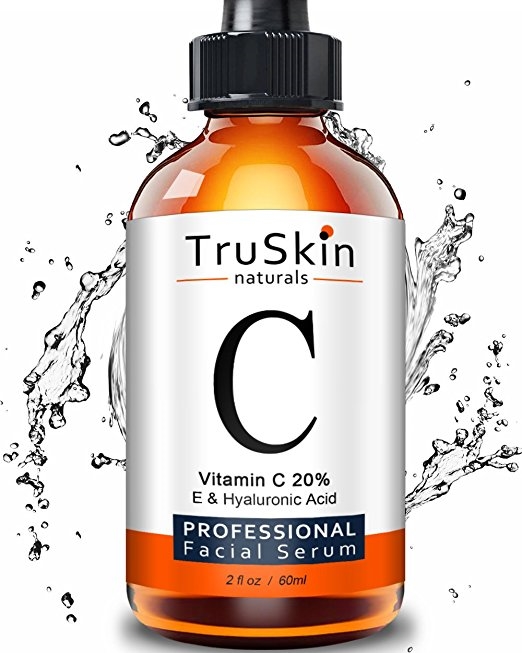 TruSkin
naturals
C
Vitamin C 20%
E & Hyaluronic Acid
PROFESSIONAL
Facial Serum
2 fl oz / 60ml